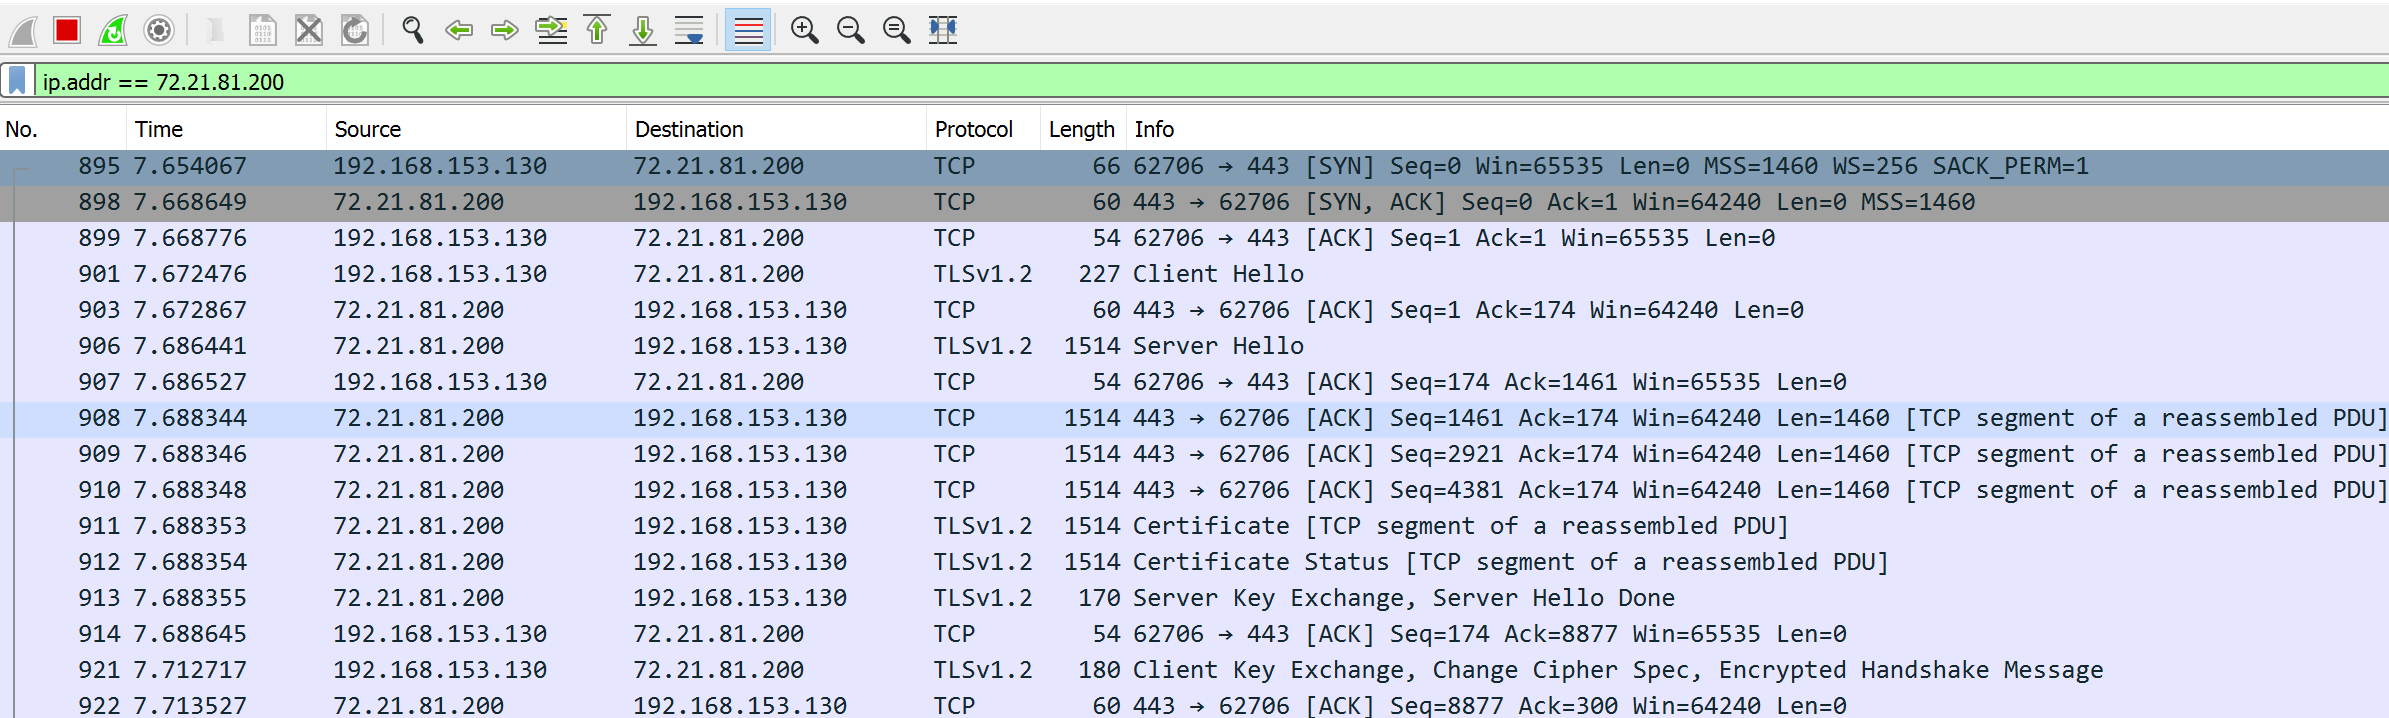 ip.addr == 72.21.81.200
No. Time Source Destination Protocol Length Info
895 7.654067 192.168.153.130 72.21.81.200 TCP 66 62706 → 443 [SYN] Seq=0 Win=65535 Len=0 MSS=1460 WS=256 SACK_PERM=1
898 7.668649 72.21.81.200 192.168.153.130 TCP 60 443 → 62706 [SYN, ACK] Seq=0 Ack=1 Win=64240 Len=0 MSS=1460
899 7.668776 192.168.153.130 72.21.81.200 TCP 54 62706 → 443 [ACK] Seq=1 Ack=1 Win=65535 Len=0
901 7.672476 192.168.153.130 72.21.81.200 TLSv1.2 227 Client Hello
903 7.672867 72.21.81.200 192.168.153.130 TCP 60 443 → 62706 [ACK] Seq=1 Ack=174 Win=64240 Len=0
906 7.686441 72.21.81.200 192.168.153.130 TLSv1.2 1514 Server Hello
907 7.686527 192.168.153.130 72.21.81.200 TCP 54 62706 → 443 [ACK] Seq=174 Ack=1461 Win=65535 Len=0
908 7.688344 72.21.81.200 192.168.153.130 TCP 1514 443 → 62706 [ACK] Seq=1461 Ack=174 Win=64240 Len=1460 [TCP segment of a reassembled PDU]
909 7.688346 72.21.81.200 192.168.153.130 TCP 1514 443 → 62706 [ACK] Seq=2921 Ack=174 Win=64240 Len=1460 [TCP segment of a reassembled PDU]
910 7.688348 72.21.81.200 192.168.153.130 TCP 1514 443 → 62706 [ACK] Seq=4381 Ack=174 Win=64240 Len=1460 [TCP segment of a reassembled PDU]
911 7.688353 72.21.81.200 192.168.153.130 TLSv1.2 1514 Certificate [TCP segment of a reassembled PDU]
912 7.688354 72.21.81.200 192.168.153.130 TLSv1.2 1514 Certificate Status [TCP segment of a reassembled PDU]
913 7.688355 72.21.81.200 192.168.153.130 TLSv1.2 170 Server Key Exchange, Server Hello Done
914 7.688645 192.168.153.130 72.21.81.200 TCP 54 62706 → 443 [ACK] Seq=174 Ack=8877 Win=65535 Len=0
921 7.712717 192.168.153.130 72.21.81.200 TLSv1.2 180 Client Key Exchange, Change Cipher Spec, Encrypted Handshake Message
922 7.713527 72.21.81.200 192.168.153.130 TCP 60 443 → 62706 [ACK] Seq=8877 Ack=300 Win=64240 Len=0